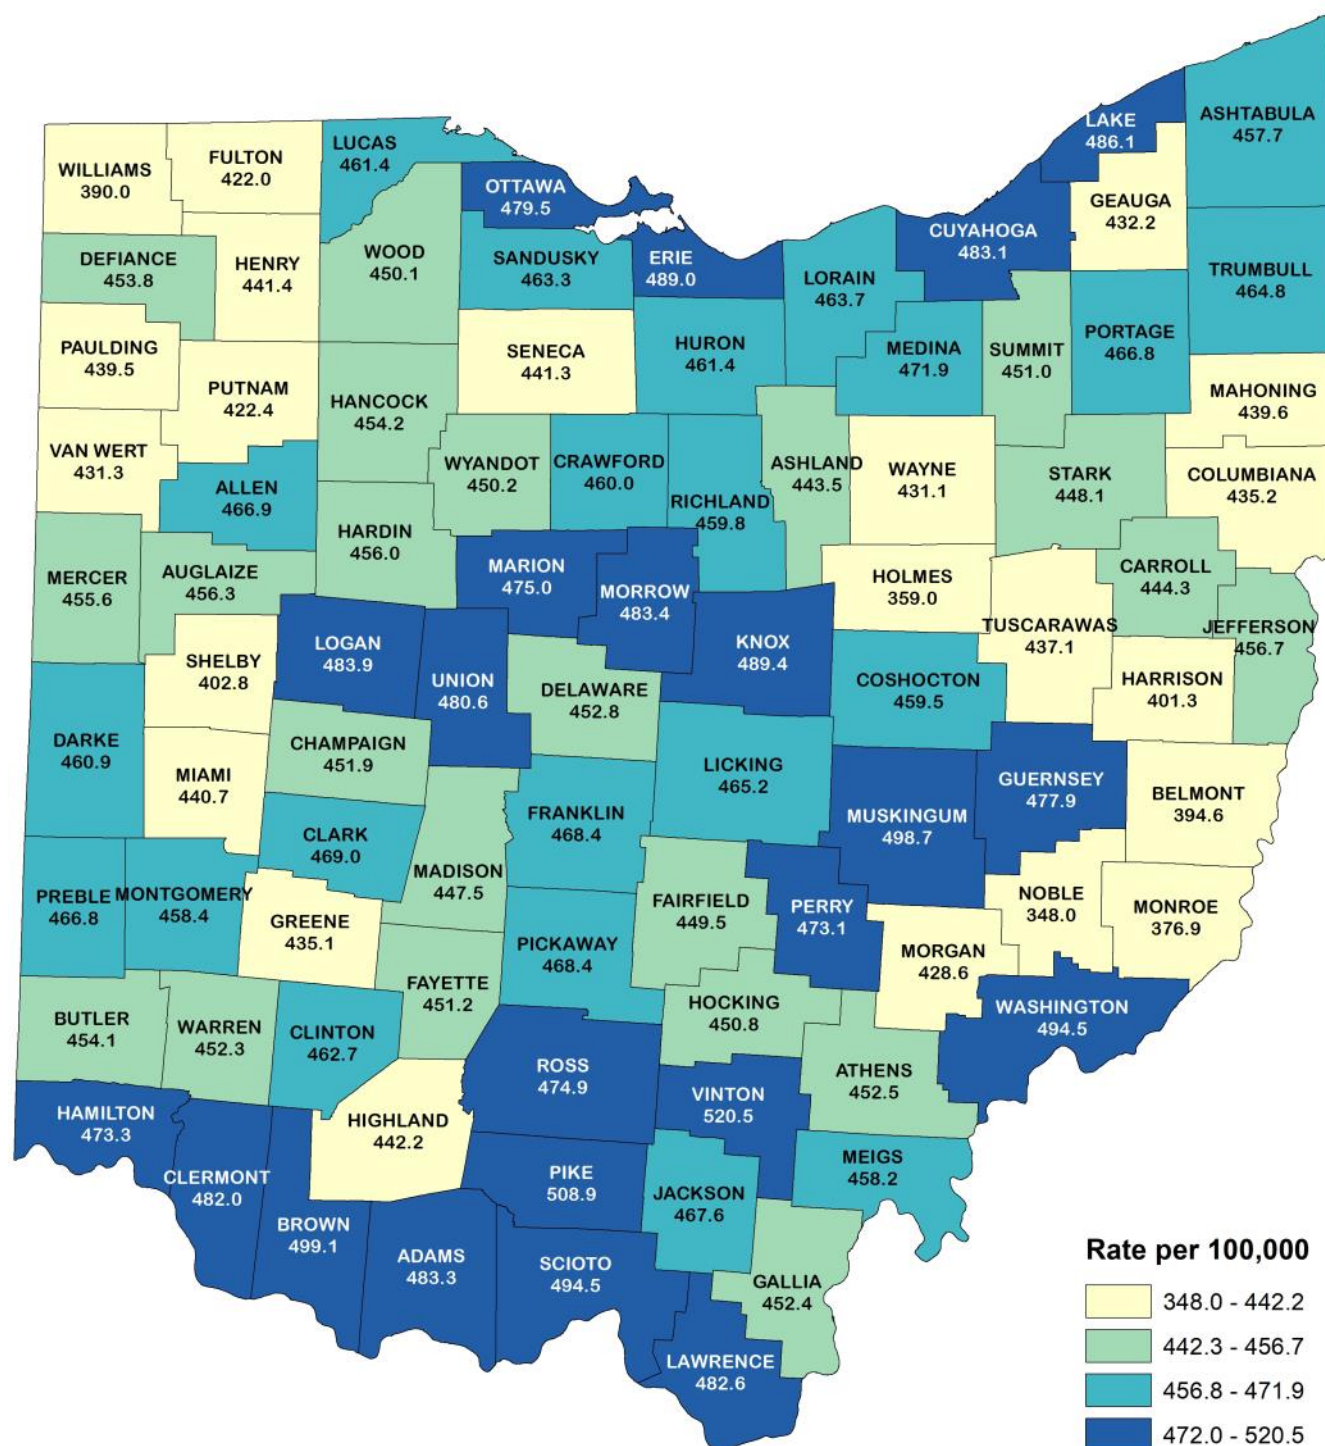 LAKE
486.1
ASHTABULA
457.7
LUCAS
461.4
FULTON
422.0
WILLIAMS
390.0
OTTAWA
479.5
GEAUGA
432.2
CUYAHOGA
483.1
WOOD
450.1
SANDUSKY
463.3
ERIE
489.0
DEFIANCE
453.8
HENRY
441.4
LORAIN
463.7
TRUMBULL
464.8
PAULDING
439.5
SENECA
441.3
HURON
461.4
MEDINA
471.9
SUMMIT
451.0
PORTAGE
466.8
PUTNAM
422.4
HANCOCK
454.2
MAHONING
439.6
VAN WERT
431.3
WYANDOT
450.2
CRAWFORD
460.0
ASHLAND
443.5
WAYNE
431.1
STARK
448.1
COLUMBIANA
435.2
ALLEN
466.9
RICHLAND
459.8
HARDIN
456.0
MERCER
455.6
AUGLAIZE
456.3
MARION
475.0
MORROW
483.4
HOLMES
359.0
CARROLL
444.3
TUSCARAWAS
437.1
JEFFERSON
456.7
LOGAN
483.9
KNOX
489.4
SHELBY
402.8
UNION
480.6
DELAWARE
452.8
COSHOCTON
459.5
HARRISON
401.3
DARKE
460.9
CHAMPAIGN
451.9
MIAMI
440.7
LICKING
465.2
GUERNSEY
477.9
BELMONT
394.6
FRANKLIN
468.4
MUSKINGUM
498.7
CLARK
469.0
MADISON
447.5
PREBLE
466.8
MONTGOMERY
458.4
FAIRFIELD
449.5
PERRY
473.1
NOBLE
348.0
MONROE
376.9
GREENE
435.1
PICKAWAY
468.4
MORGAN
428.6
FAYETTE
451.2
HOCKING
450.8
WASHINGTON
494.5
BUTLER
454.1
WARREN
452.3
CLINTON
462.7
ROSS
474.9
ATHENS
452.5
VINTON
520.5
HAMILTON
473.3
HIGHLAND
442.2
MEIGS
458.2
CLERMONT
482.0
PIKE
508.9
JACKSON
467.6
BROWN
499.1
ADAMS
483.3
SCIOTO
494.5
GALLIA
452.4
LAWRENCE
482.6
Rate per 100,000
348.0 - 442.2
442.3 - 456.7
456.8 - 471.9
472.0 - 520.5